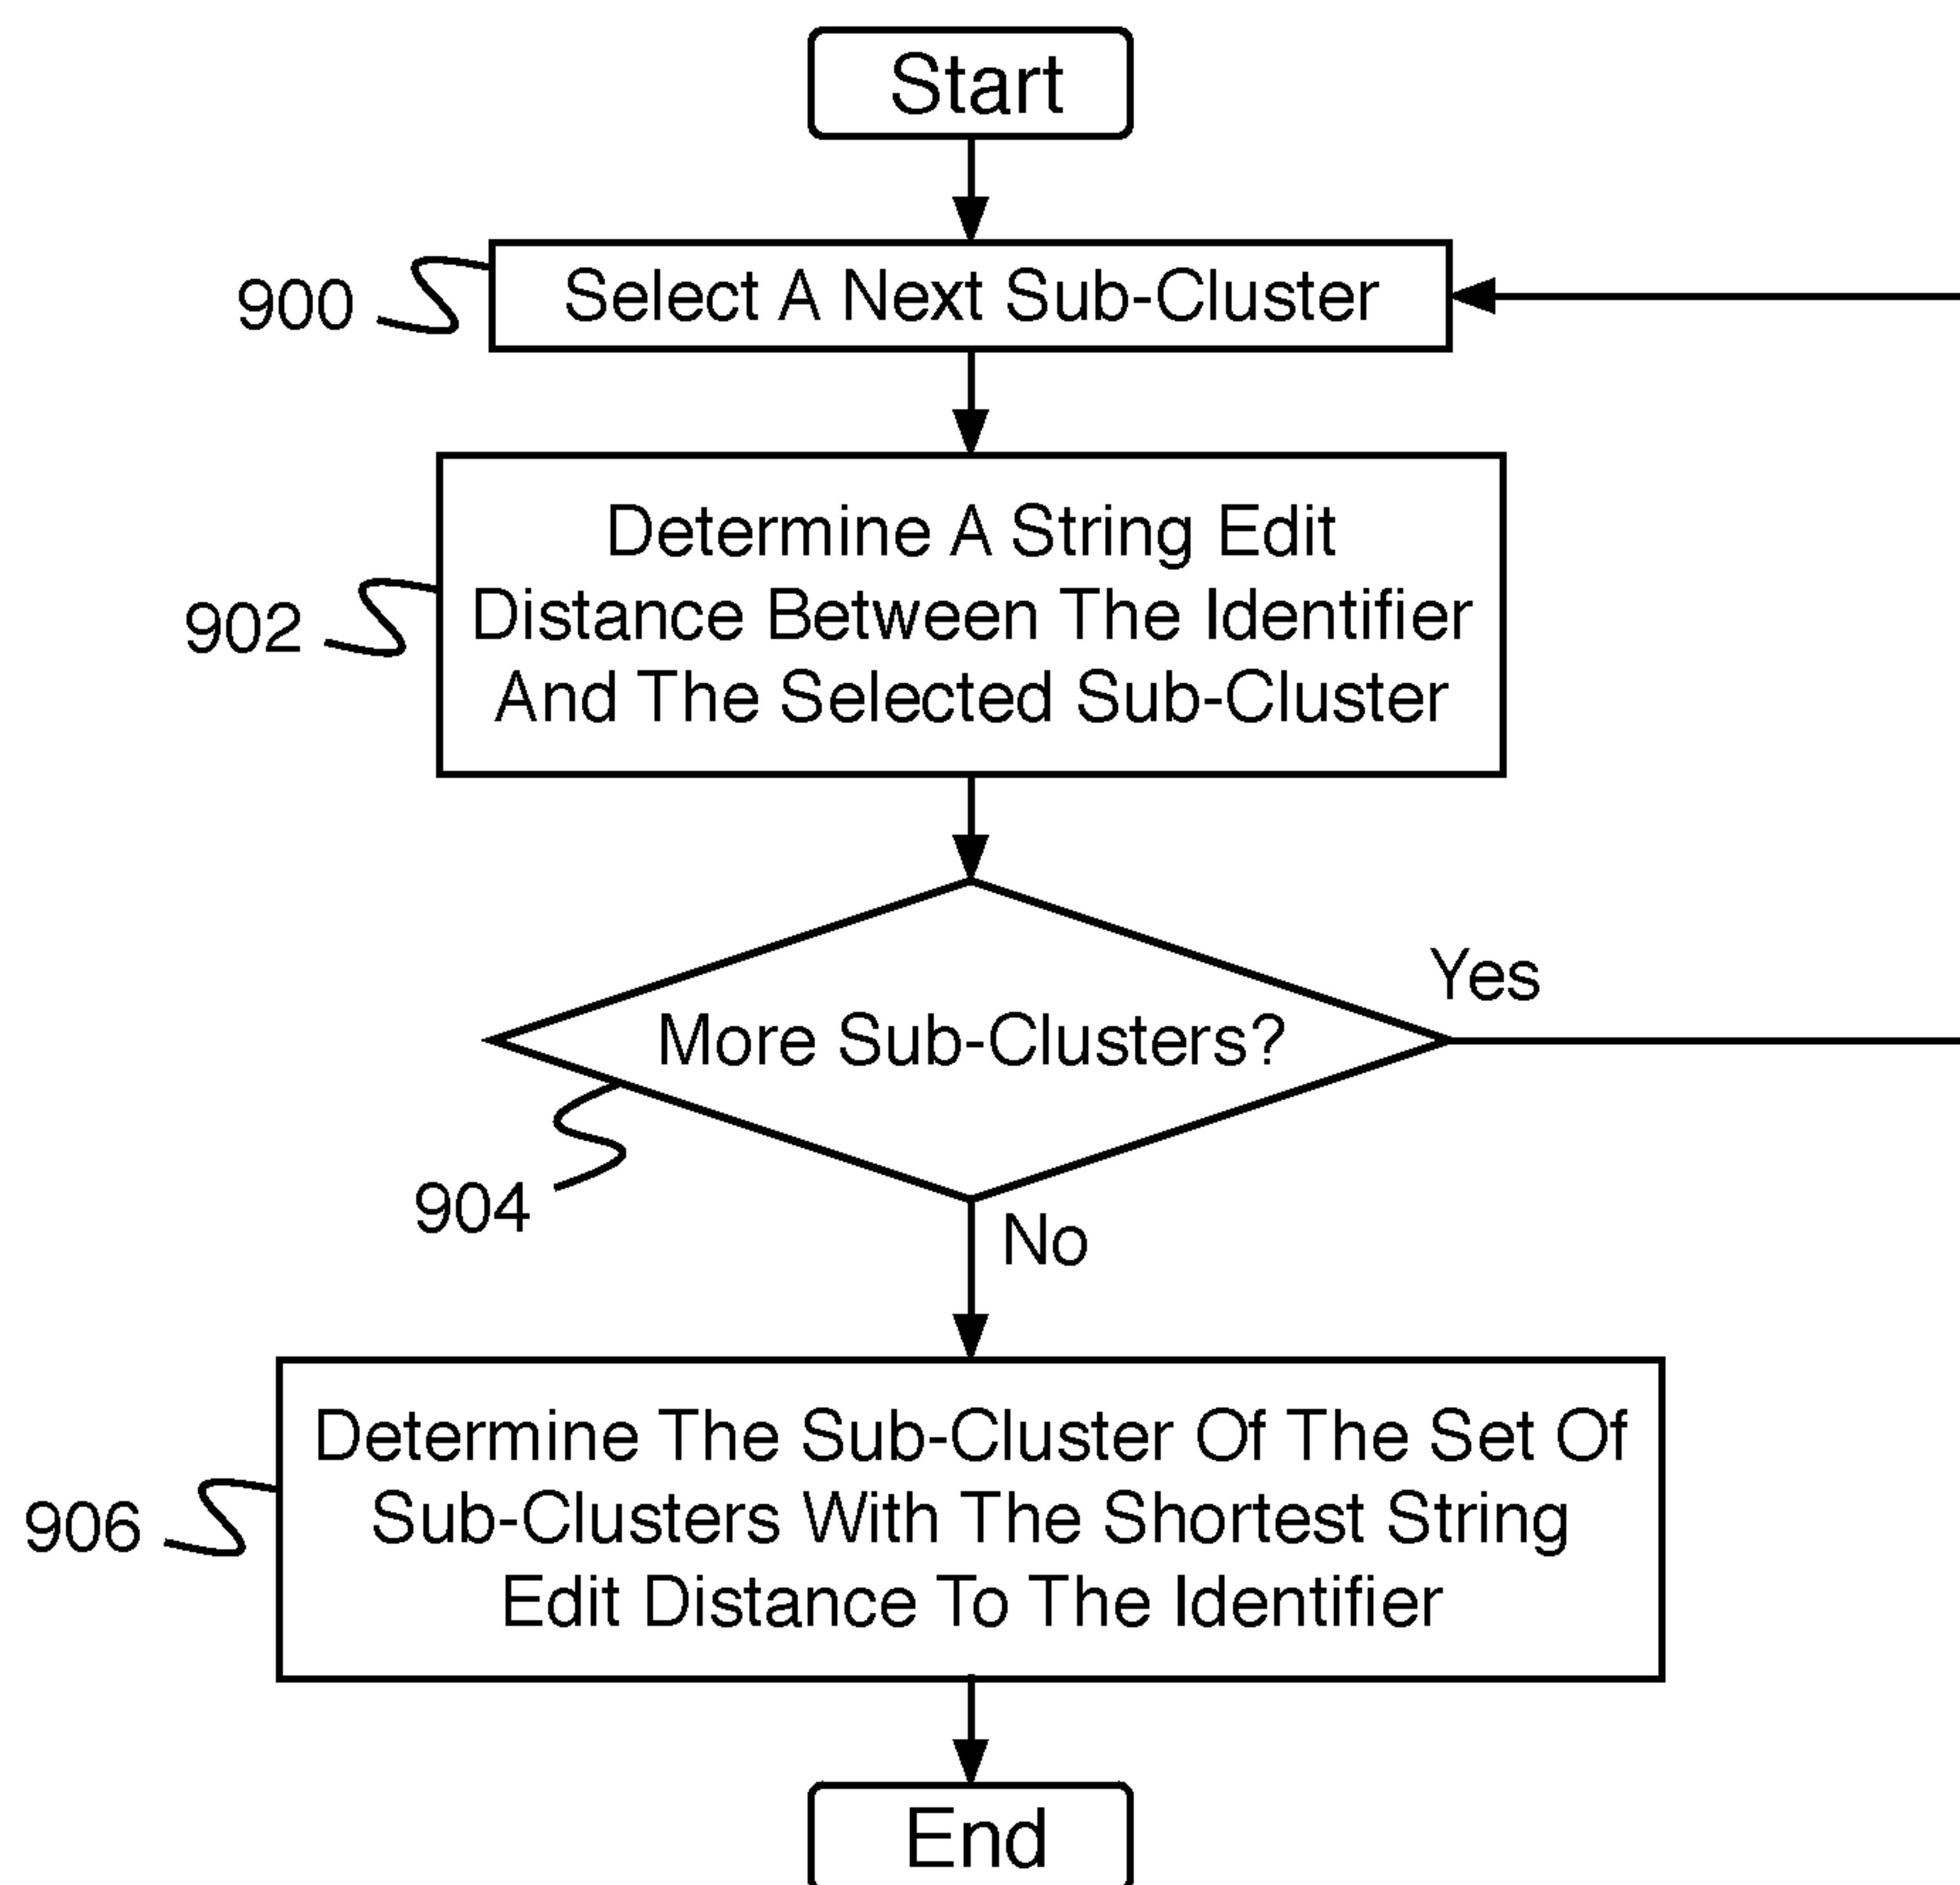 Start
900
Select A Next Sub-Cluster
Determine A String Edit
902
Distance Between The Identifier
And The Selected Sub-Cluster
Yes
More Sub-Clusters?
904
No
Determine The Sub-Cluster Of The Set Of
906
Sub-Clusters With The Shortest String
Edit Distance To The Identifier
End